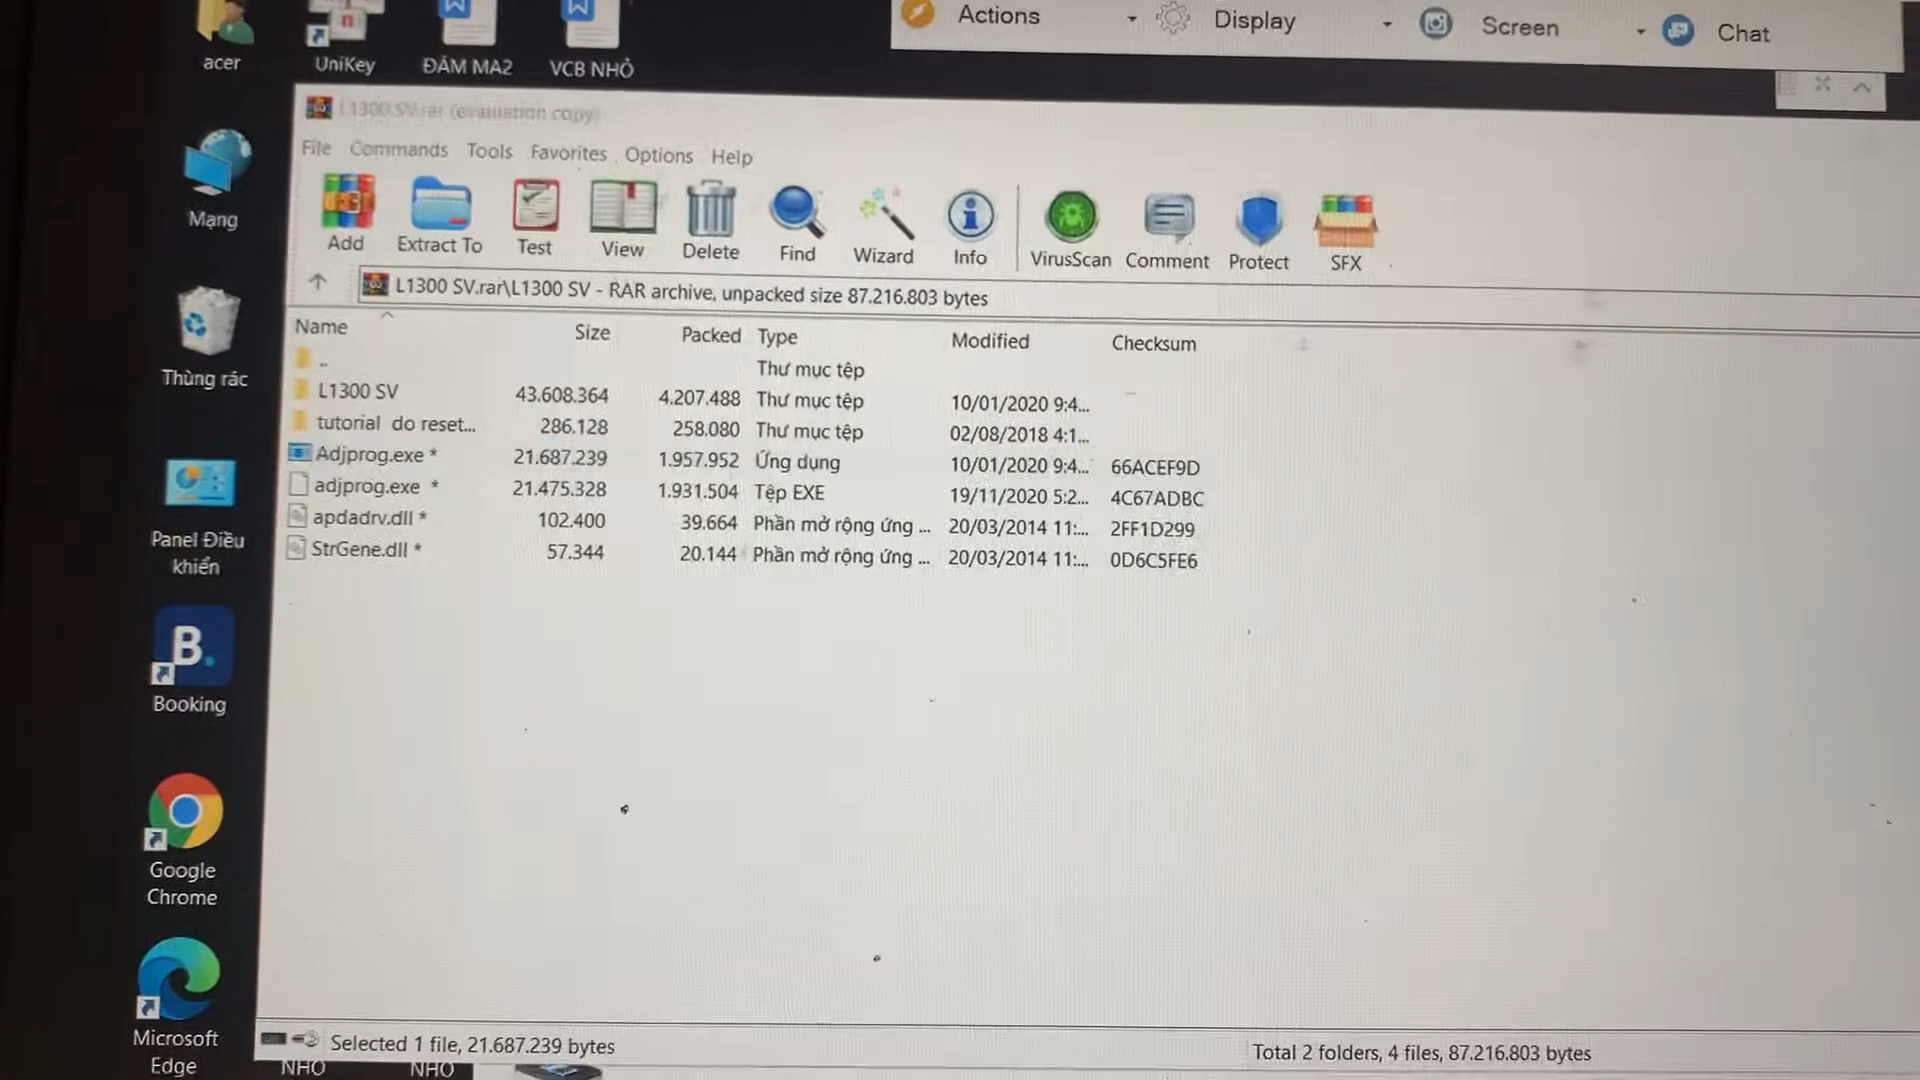 Actions
Display
Screen
Chat
acer
UniKey
ĐẢM MA2
VCB NHỎ
L1300 SV.rar (evaluation copy)
File Commands Tools Favorites Options Help
Add
Extract To
Test
View
Delete
Find
Wizard
Info
VirusScan
Comment
Protect
SFX
L1300 SV.rar\L1300 SV - RAR archive, unpacked size 87.216.803 bytes
Name Size Packed Type Modified Checksum
.. Thư mục tệp
L1300 SV 43.608.364 4.207.488 Thư mục tệp 10/01/2020 9:4...
tutorial do reset... 286.128 258.080 Thư mục tệp 02/08/2018 4:1...
Adjprog.exe * 21.687.239 1.957.952 Ứng dụng 10/01/2020 9:4... 66ACEF9D
adjprog.exe * 21.475.328 1.931.504 Tệp EXE 19/11/2020 5:2... 4C67ADBC
apdadrv.dll * 102.400 39.664 Phần mở rộng ứng ... 20/03/2014 11:... 2FF1D299
StrGene.dll * 57.344 20.144 Phần mở rộng ứng ... 20/03/2014 11:... 0D6C5FE6
Mạng
Thùng rác
Panel Điều
khiển
B.
Booking
Google
Chrome
Microsoft
Edge
Selected 1 file, 21.687.239 bytes
Total 2 folders, 4 files, 87.216.803 bytes
NHỎ
NHỎ